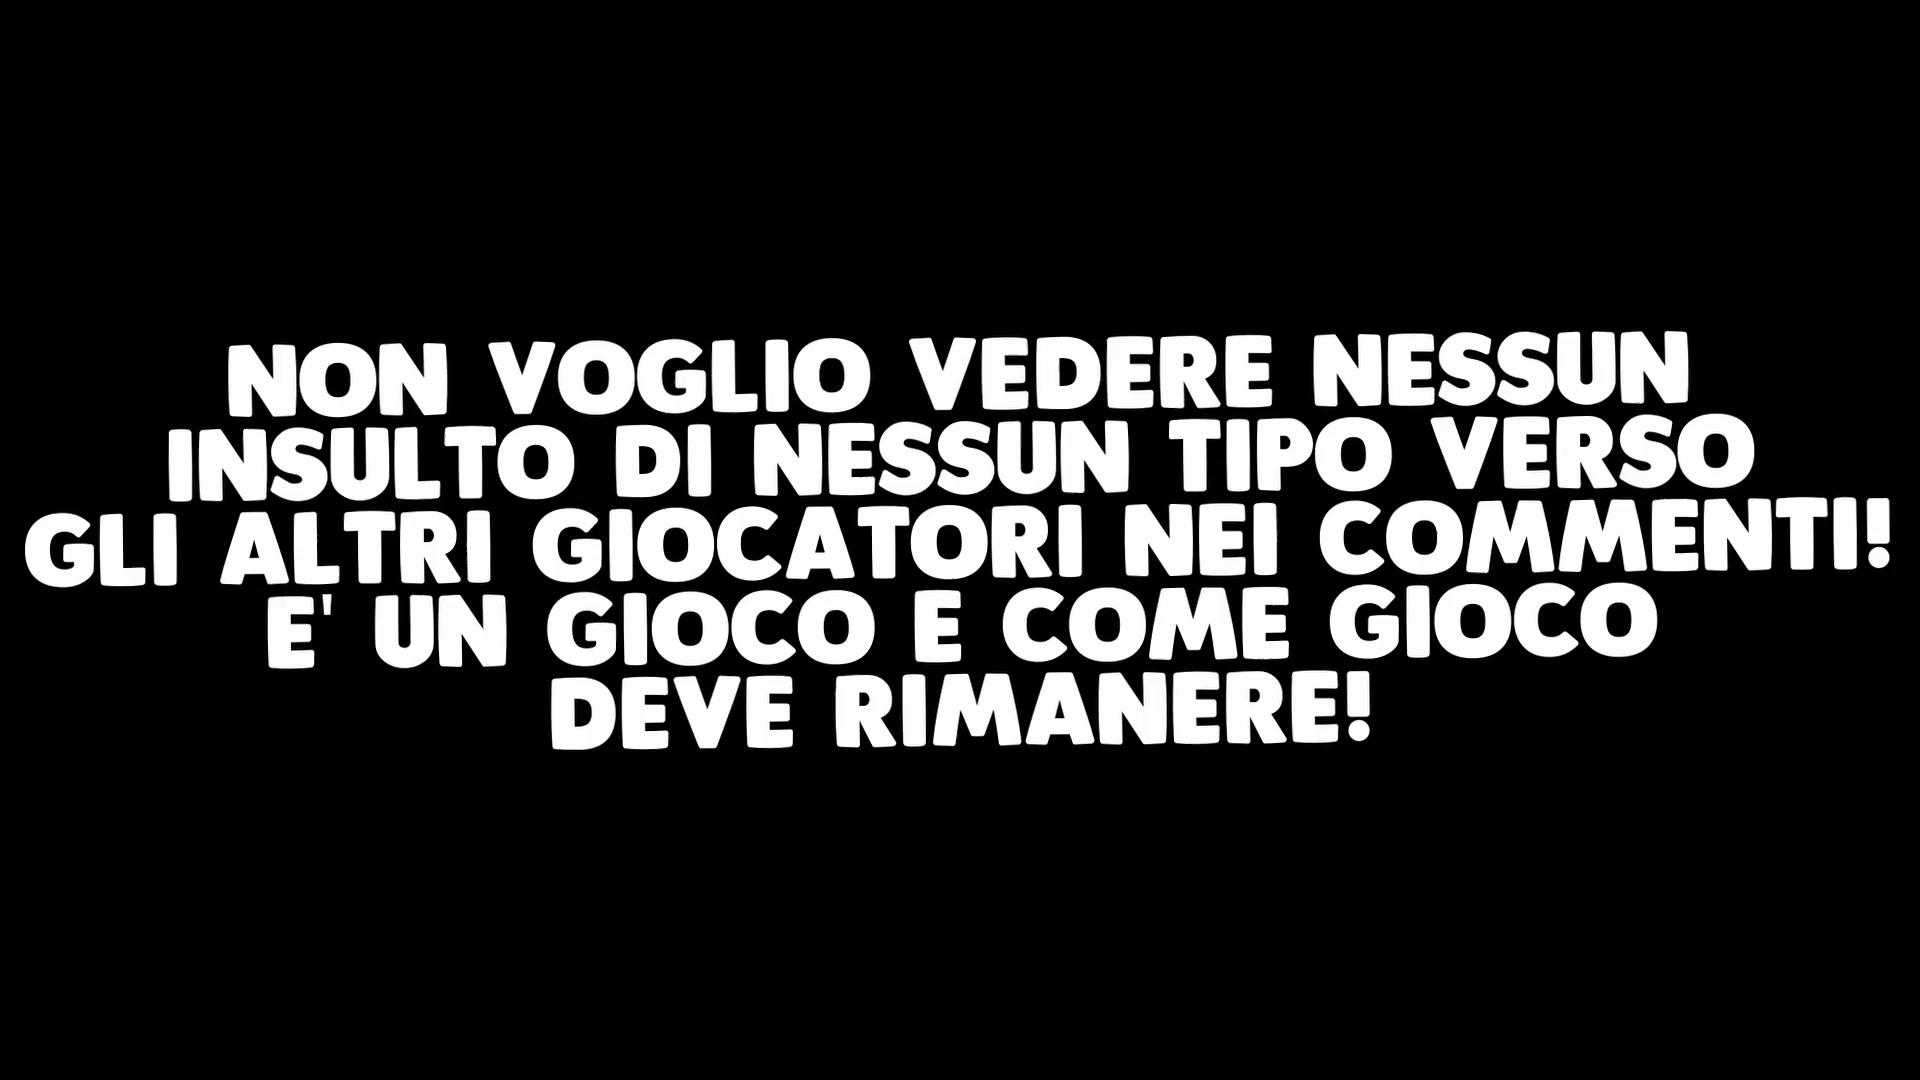 NON VOGLIO VEDERE NESSUN
INSULTO DI NESSUN TIPO VERSO
GLI ALTRI GIOCATORI NEI COMMENTI!
E' UN GIOCO E COME GIOCO
DEVE RIMANERE!